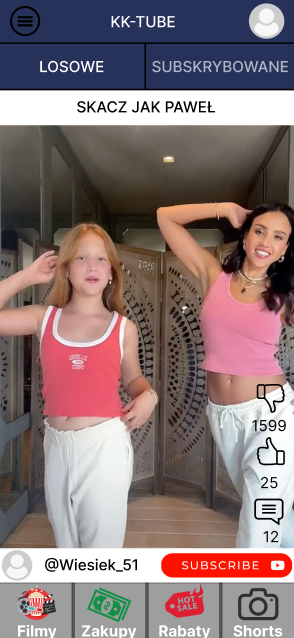 KK-TUBE
LOSOWE
SUBSKRYBOWANE
SKACZ JAK PAWEŁ
1599
25
12
@Wiesiek_51
SUBSCRIBE
HOT
SALE
Filmy
Zakupy
Rabaty
Shorts